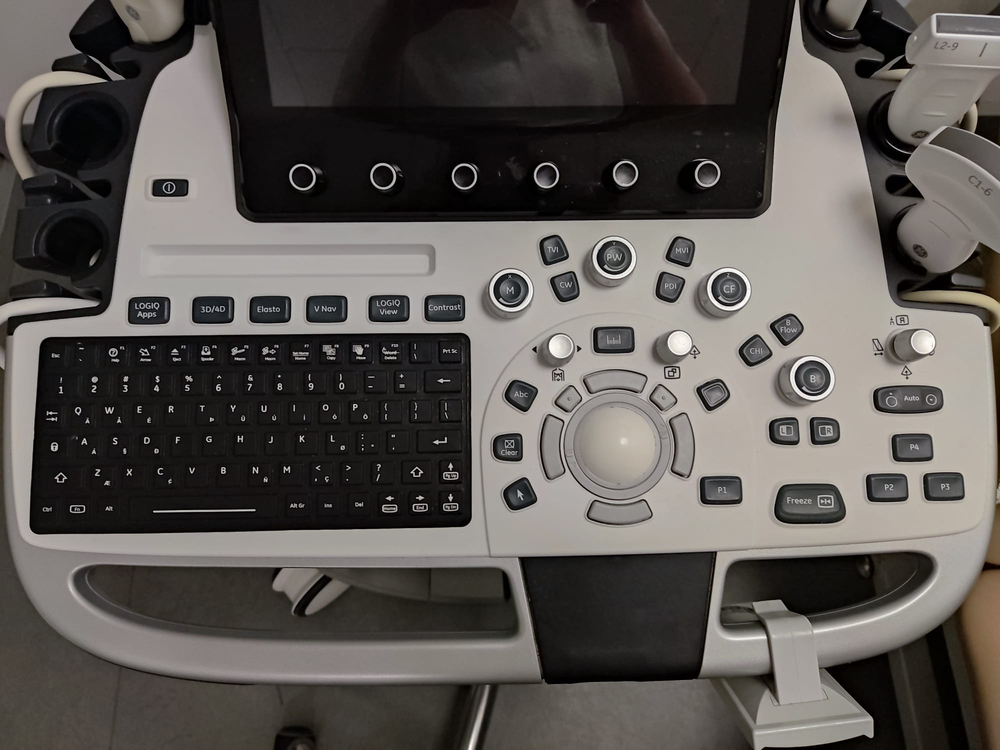 L2-9
C1-6
TVI
Y
PW
MVI
X
M
CW
PDI
Z
CF
LOGIQ
Apps
3D/4D
Elasto
V Nav
LOGIQ
View
Contrast
B
Flow
CHI
B
R
Esc
~
`
F1
Help
F2
Arrow
F3
Eject
F4
Spooler
F5
Macro
F6
Macro
F7
Set Home
Home
F8
Copy
F9
Move
F10
Word
Delete
|
\
Prt Sc
! @ # $ % ^ & * ( ) — +
1 2 3 4 5 6 7 8 9 0 - =
Q W E R T Y U I O P { } |
Ä Å É Þ Ü ú í ó ö [ ] \
A S D F G H J K L : "
Á § Đ ø ; ° '
Z X C V B N M < > ?
Æ ¢ Ñ , Ç . /
Pg Up
Ctrl
Fn
Alt
Alt Gr
Ins
Del
Home
End
Pg Dn
Abc
Clear
Auto
L
R
P4
P1
Freeze
P2
P3